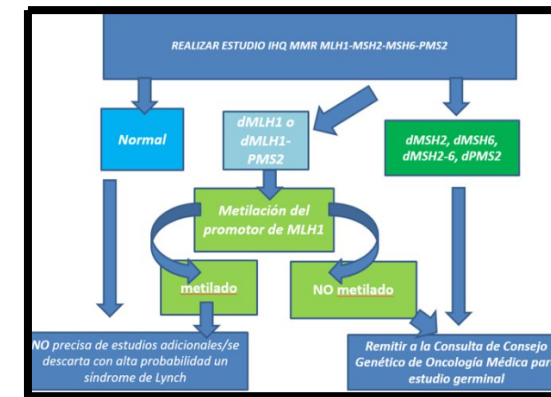 REALIZAR ESTUDIO IHQ MMR MLH1-MSH2-MSH6-PMS2
Normal
dMLH1 o
dMLH1-
PMS2
dMSH2, dMSH6,
dMSH2-6, dPMS2
Metilación del
promotor de MLH1
metilado
NO metilado
NO precisa de estudios adicionales/se
descarta con alta probabilidad un
síndrome de Lynch
Remitir a la Consulta de Consejo
Genético de Oncología Médica par
estudio germinal